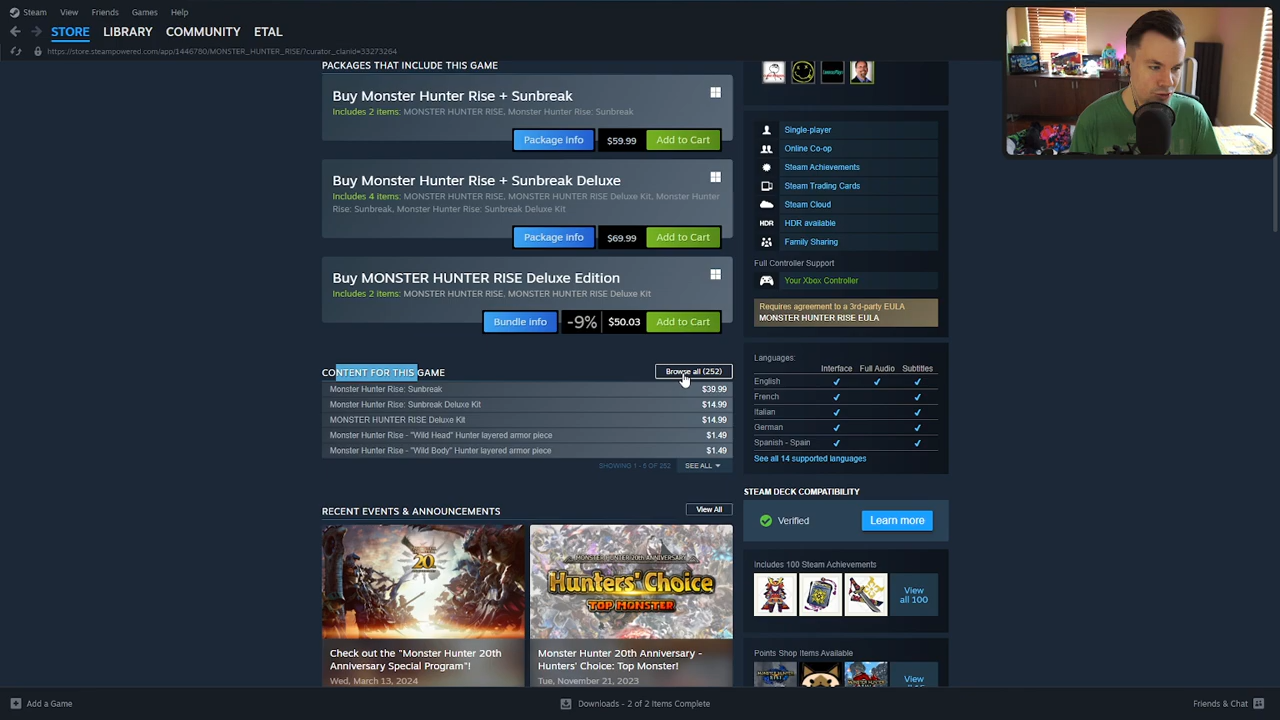 Steam View Friends Games Help
STORE LIBRARY COMMUNITY ETAL
PACKAGES THAT INCLUDE THIS GAME
Buy Monster Hunter Rise + Sunbreak
Includes 2 items: MONSTER HUNTER RISE, Monster Hunter Rise: Sunbreak
Package info $59.99 Add to Cart
Buy Monster Hunter Rise + Sunbreak Deluxe
Includes 4 items: MONSTER HUNTER RISE, MONSTER HUNTER RISE Deluxe Kit, Monster Hunter
Rise: Sunbreak, Monster Hunter Rise: Sunbreak Deluxe Kit
Package info $69.99 Add to Cart
Buy MONSTER HUNTER RISE Deluxe Edition
Includes 2 items: MONSTER HUNTER RISE, MONSTER HUNTER RISE Deluxe Kit
Bundle info -9% $50.03 Add to Cart
CONTENT FOR THIS GAME Browse all (252)
Monster Hunter Rise: Sunbreak $39.99
Monster Hunter Rise: Sunbreak Deluxe Kit $14.99
MONSTER HUNTER RISE Deluxe Kit $14.99
Monster Hunter Rise - "Wild Head" Hunter layered armor piece $1.49
Monster Hunter Rise - "Wild Body" Hunter layered armor piece $1.49
SHOWING 1 - 5 OF 252 SEE ALL
RECENT EVENTS & ANNOUNCEMENTS View All
20
MONSTER HUNTER 20th ANNIVERSARY
Hunters' Choice
TOP MONSTER
Check out the "Monster Hunter 20th
Anniversary Special Program"!
Wed, March 13, 2024
Monster Hunter 20th Anniversary -
Hunters' Choice: Top Monster!
Tue, November 21, 2023
Single-player
Online Co-op
Steam Achievements
Steam Trading Cards
Steam Cloud
HDR HDR available
Family Sharing
Full Controller Support
Your Xbox Controller
Requires agreement to a 3rd-party EULA
MONSTER HUNTER RISE EULA
Languages:
Interface Full Audio Subtitles
English ✔ ✔ ✔
French ✔ ✔
Italian ✔ ✔
German ✔ ✔
Spanish - Spain ✔ ✔
See all 14 supported languages
STEAM DECK COMPATIBILITY
Verified Learn more
Includes 100 Steam Achievements
View
all 100
Points Shop Items Available
View
Add a Game Downloads - 2 of 2 Items Complete Friends & Chat